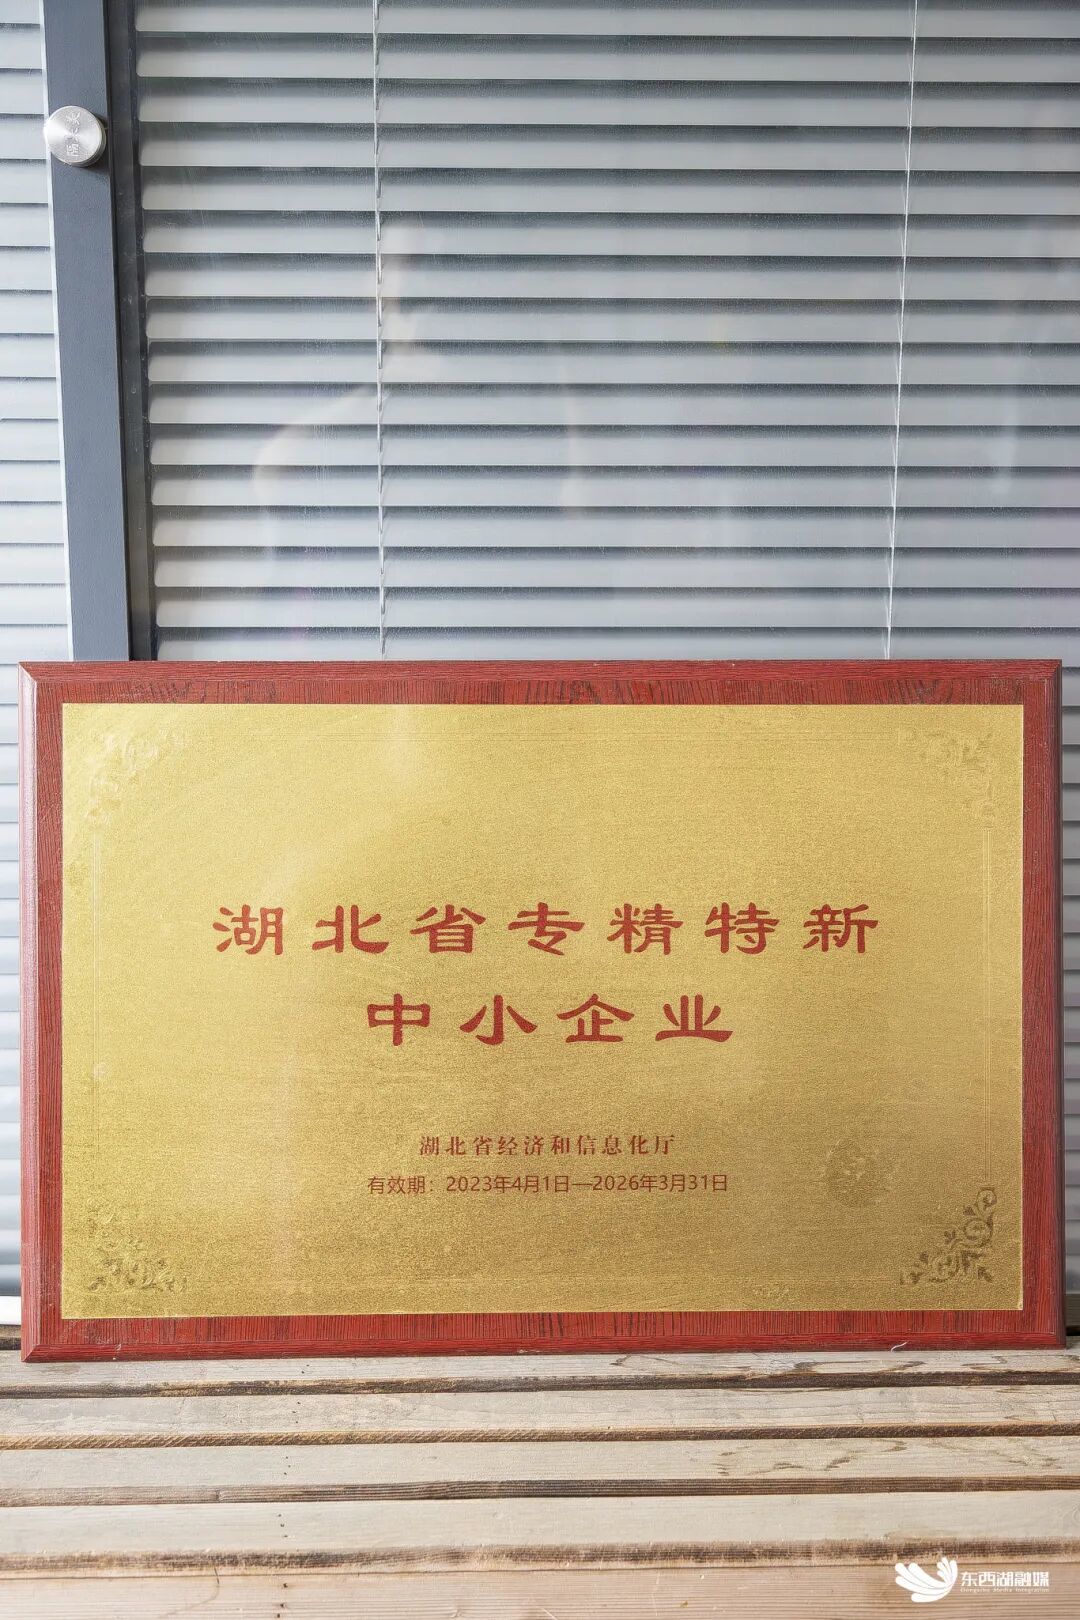 湖北省专精特新
中小企业
湖北省经济和信息化厅
有效期：2023年4月1日—2026年3月31日
东西湖融媒